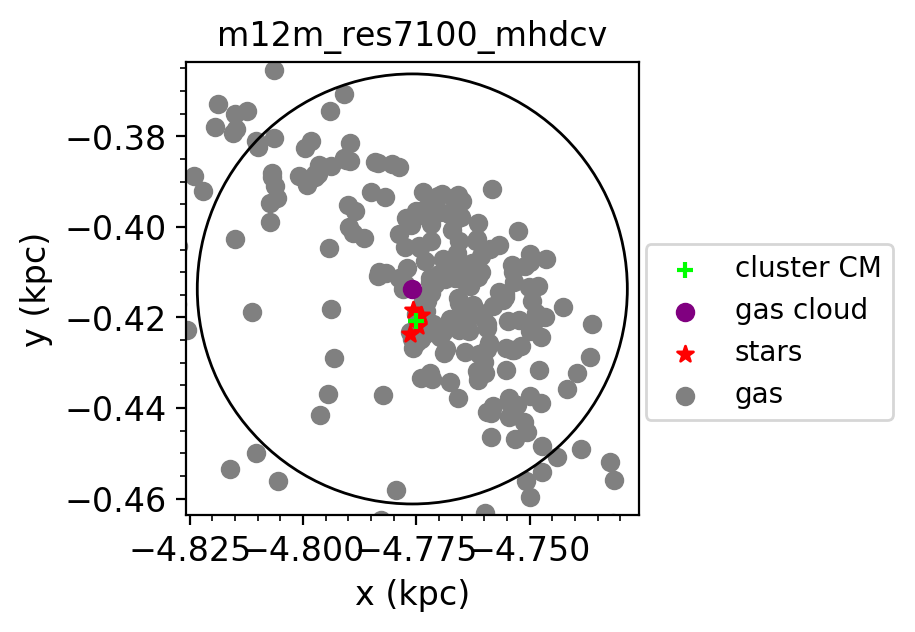 m12m_res7100_mhdcv
−0.38
−0.40
−0.42
−0.44
−0.46
y (kpc)
−4.825 −4.800 −4.775 −4.750
x (kpc)
cluster CM
gas cloud
stars
gas